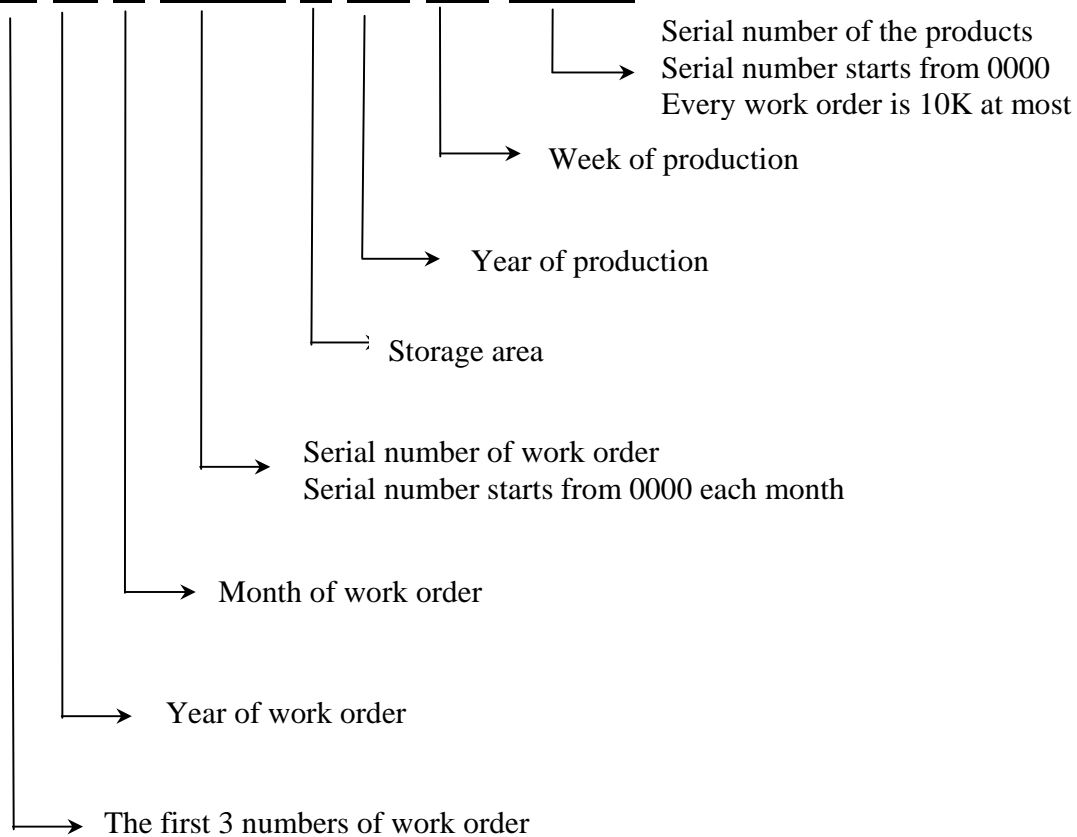 Serial number of the products
Serial number starts from 0000
Every work order is 10K at most
Week of production
Year of production
Storage area
Serial number of work order
Serial number starts from 0000 each month
Month of work order
Year of work order
The first 3 numbers of work order